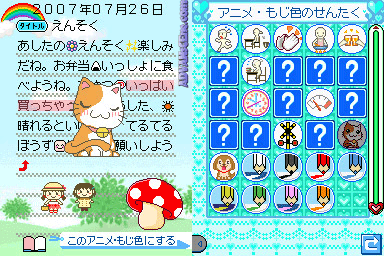 2007年07月26日
タイトル えんそく
あしたのえんそく楽しみ
だね。お弁当いっしょに食
べようね。 いっぱい
買っちゃ した、
晴れるとい てるてる
ぼうず 願いしよう
このアニメ・もじ色にする
アニメ・もじ色のせんたく
? ? ?
? ?
? ?